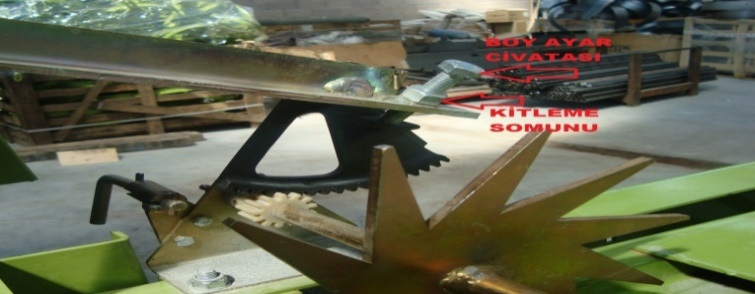 BOY AYAR
CİVATASI
KİTLEME
SOMUNU